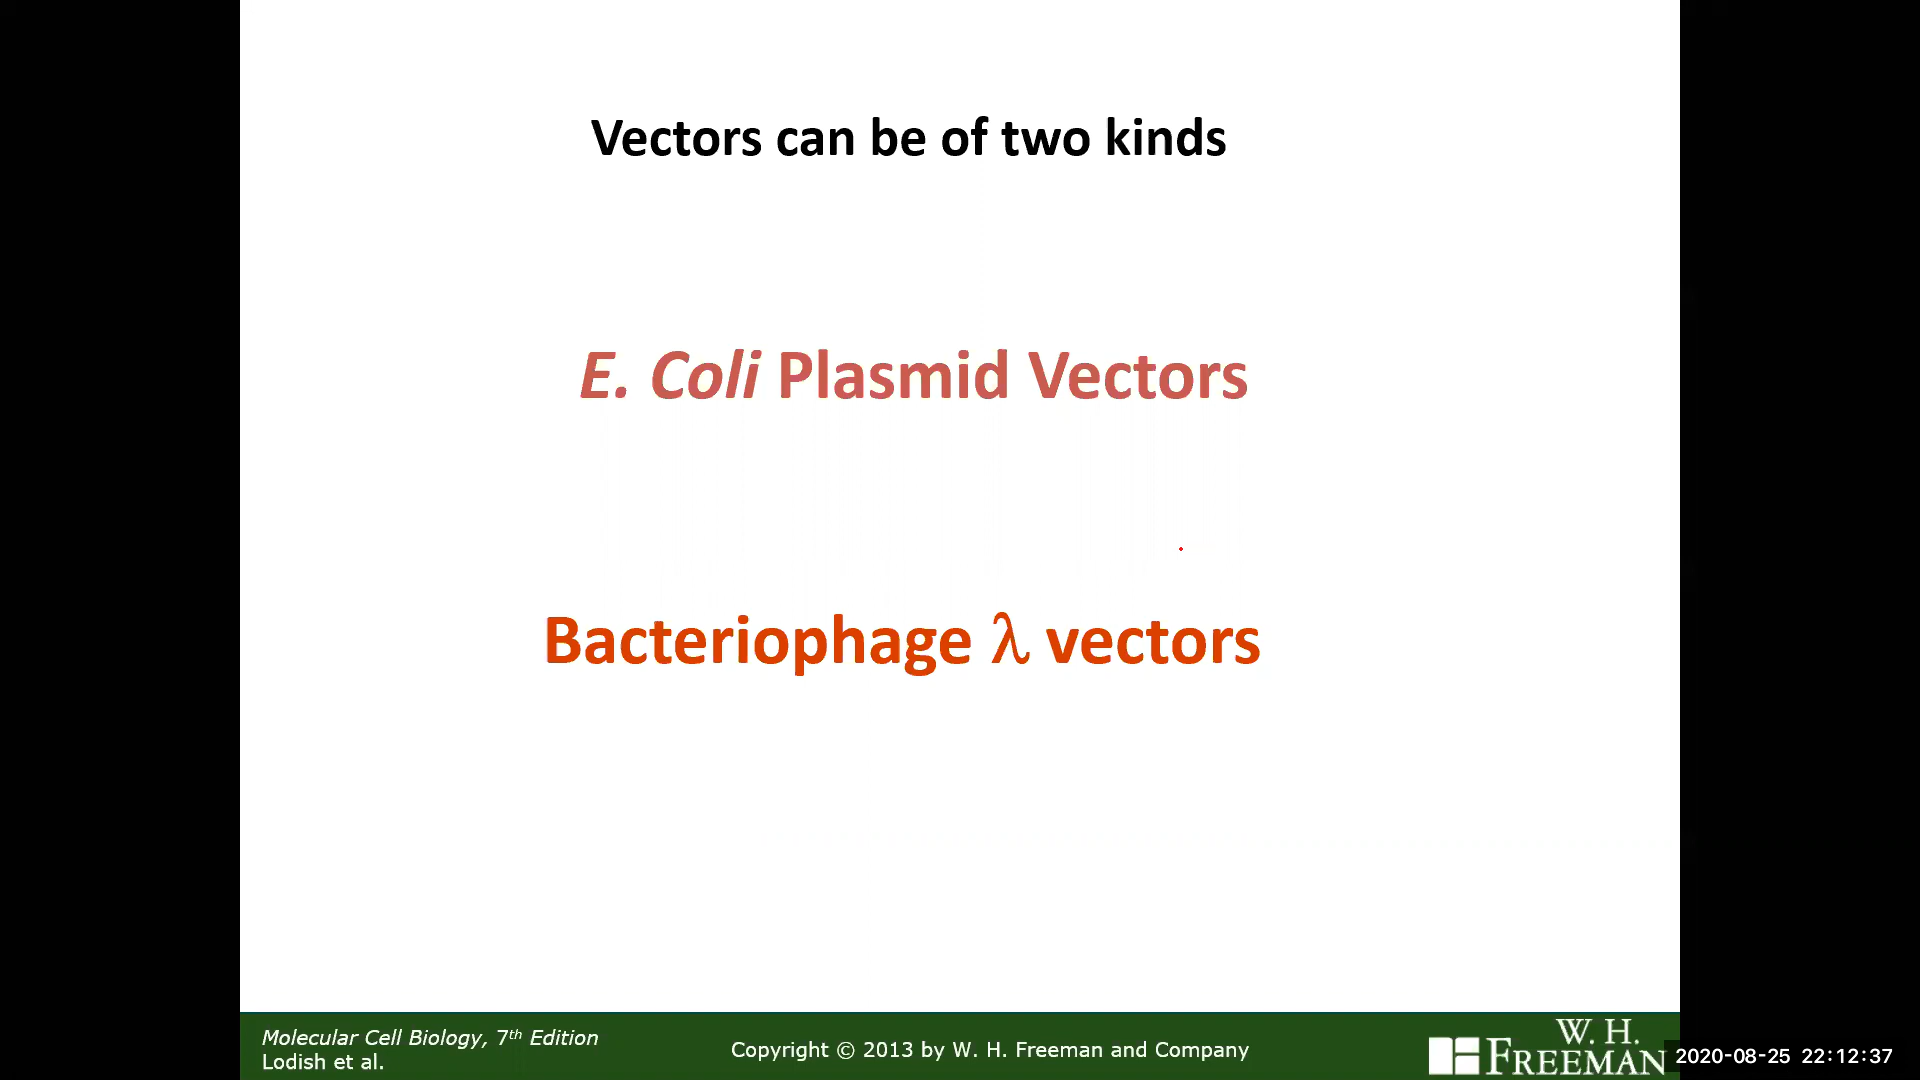 Vectors can be of two kinds
E. Coli Plasmid Vectors
Bacteriophage λ vectors
Molecular Cell Biology, 7th Edition
Lodish et al.
Copyright © 2013 by W. H. Freeman and Company
W. H.
FREEMAN
2020-08-25 22:12:37